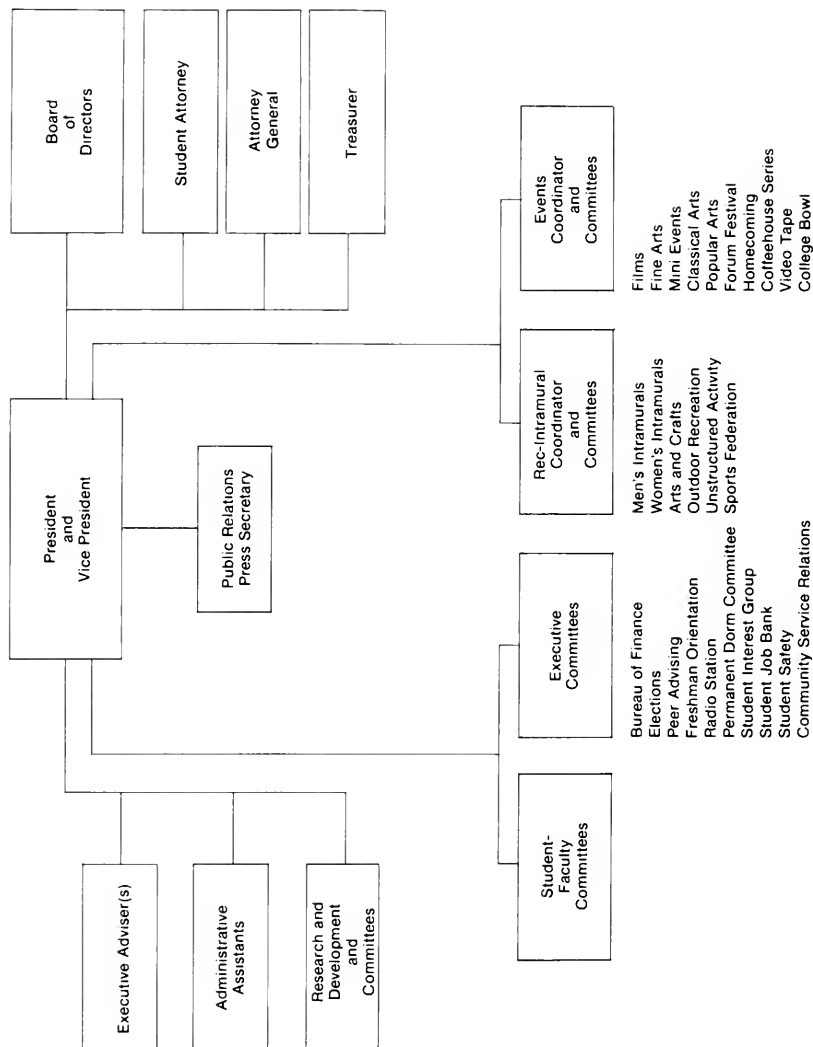 Executive Adviser(s)
Administrative
Assistants
Research and
Development
and
Committees
President
and
Vice President
Public Relations
Press Secretary
Board
of
Directors
Student Attorney
Attorney
General
Treasurer
Student-
Faculty
Committees
Executive
Committees
Bureau of Finance
Elections
Peer Advising
Freshman Orientation
Radio Station
Permanent Dorm Committee
Student Interest Group
Student Job Bank
Student Safety
Community Service Relations
Rec-Intramural
Coordinator
and
Committees
Men's Intramurals
Women's Intramurals
Arts and Crafts
Outdoor Recreation
Unstructured Activity
Sports Federation
Events
Coordinator
and
Committees
Films
Fine Arts
Mini Events
Classical Arts
Popular Arts
Forum Festival
Homecoming
Coffeehouse Series
Video Tape
College Bowl